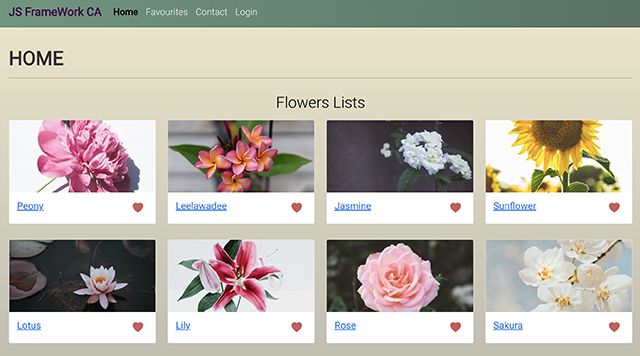 JS FrameWork CA Home Favourites Contact Login
HOME
Flowers Lists
Peony Leelawadee Jasmine Sunflower
Lotus Lily Rose Sakura